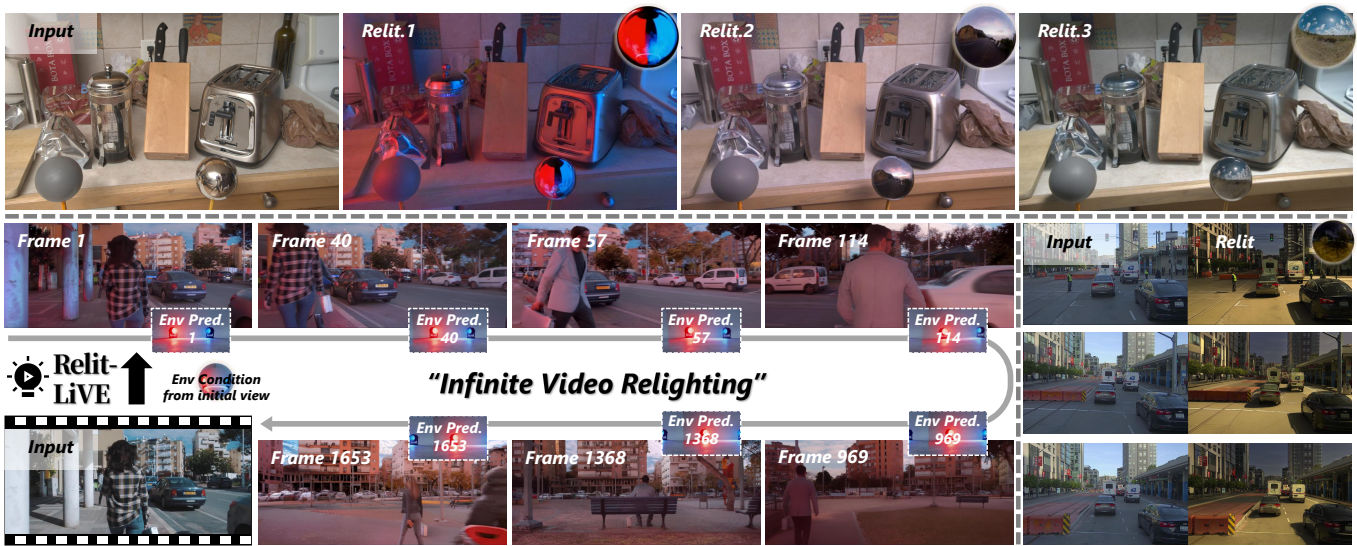 Input
Relit.1
Relit.2
Relit.3
BOTA BOX
Frame 1
Frame 40
Frame 57
Frame 114
Input
Relit
Env Pred.
1
Env Pred.
40
Env Pred.
57
Env Pred.
114
Relit-
LiVE
Env Condition
from initial view
“Infinite Video Relighting”
Input
Env Pred.
1653
Env Pred.
1368
Env Pred.
969
Frame 1653
Frame 1368
Frame 969